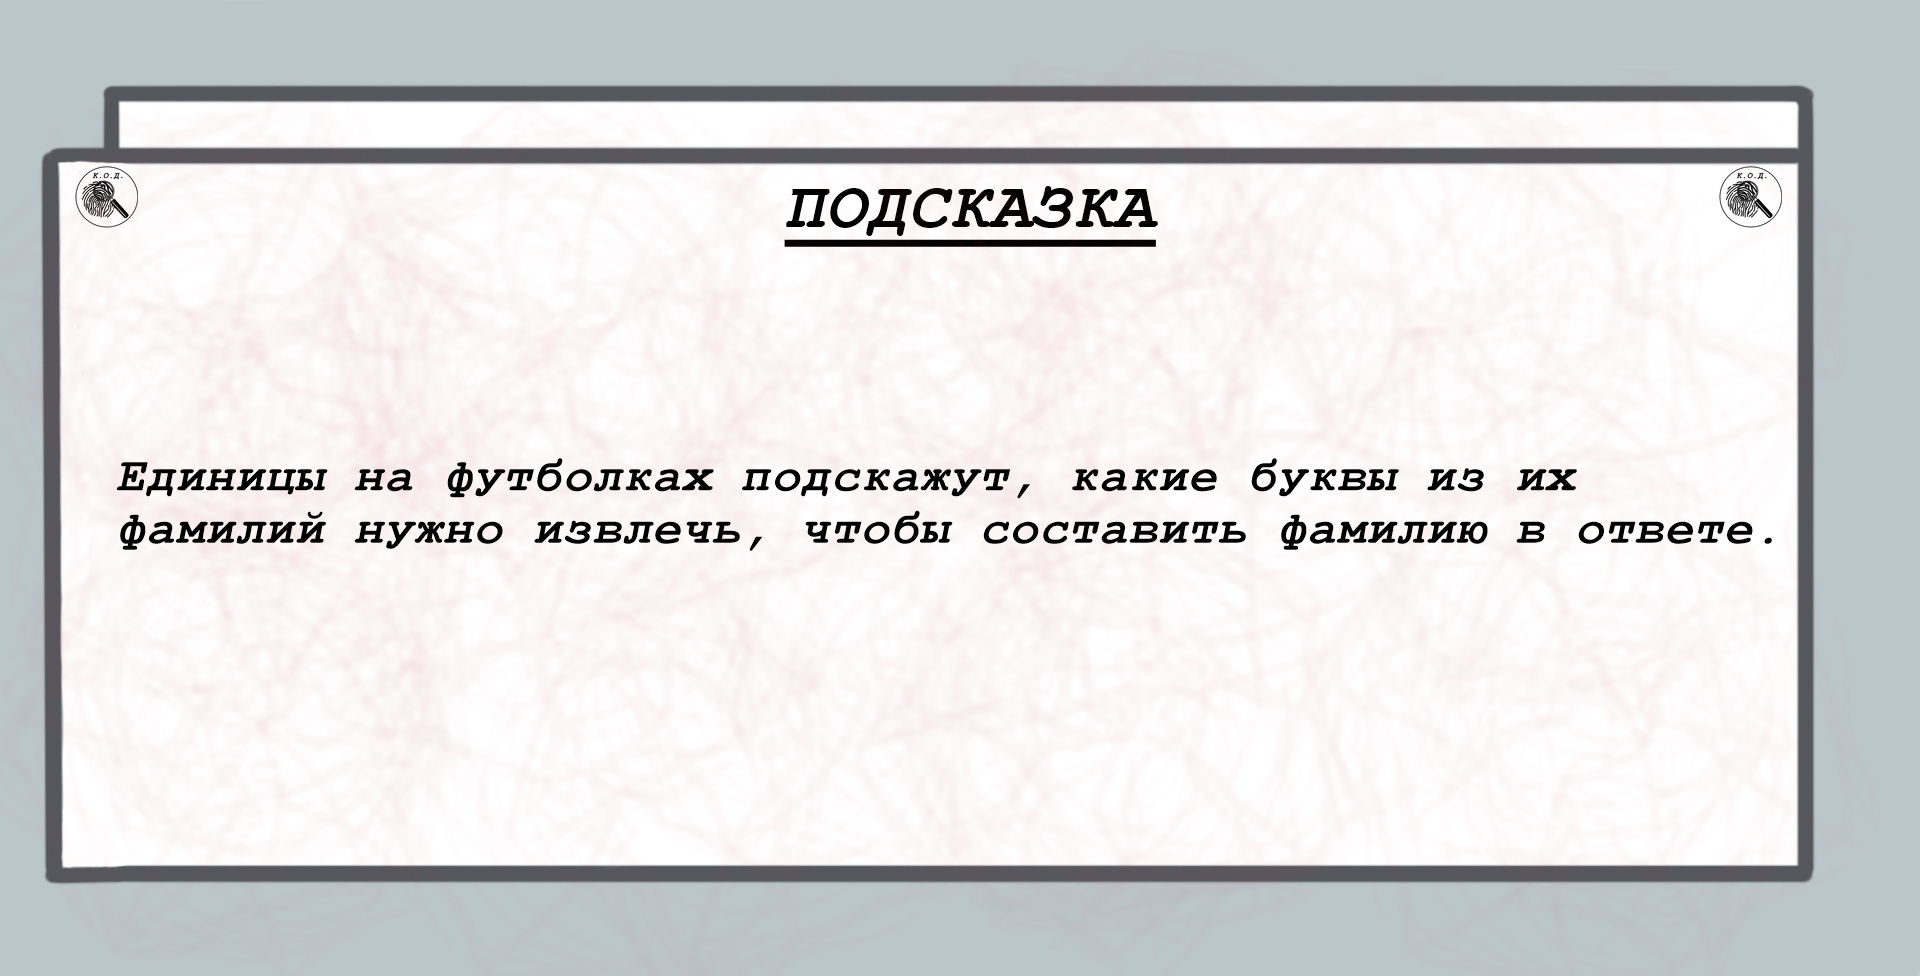 К.О.Д.
К.О.Д.
ПОДСКАЗКА
Единицы на футболках подскажут, какие буквы из их
фамилий нужно извлечь, чтобы составить фамилию в ответе.